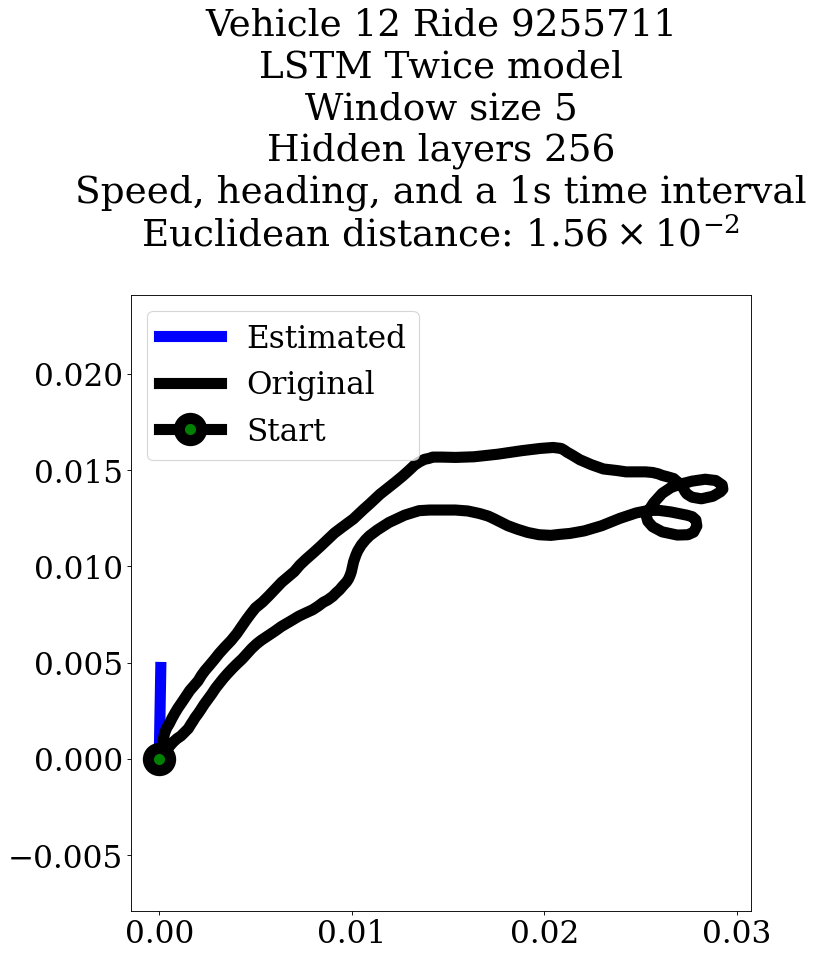 Vehicle 12 Ride 9255711
LSTM Twice model
Window size 5
Hidden layers 256
Speed, heading, and a 1s time interval
Euclidean distance: 1.56 × 10⁻²
Estimated
Original
Start
0.020
0.015
0.010
0.005
0.000
−0.005
0.00 0.01 0.02 0.03